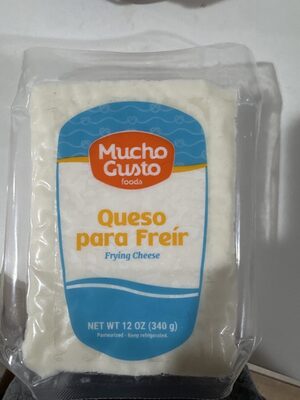 Mucho
Gusto
foods
Queso
para Freír
Frying Cheese
NET WT 12 OZ (340 g)
Pasteurized - Keep refrigerated.